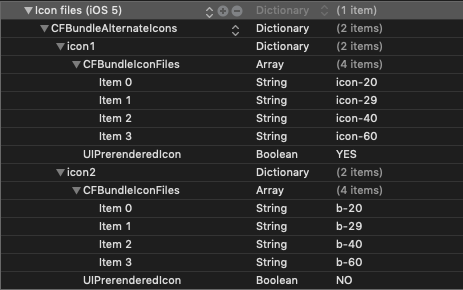 Icon files (iOS 5) Dictionary (1 item)
CFBundleAlternateIcons Dictionary (2 items)
icon1 Dictionary (2 items)
CFBundleIconFiles Array (4 items)
Item 0 String icon-20
Item 1 String icon-29
Item 2 String icon-40
Item 3 String icon-60
UIPrerenderedIcon Boolean YES
icon2 Dictionary (2 items)
CFBundleIconFiles Array (4 items)
Item 0 String b-20
Item 1 String b-29
Item 2 String b-40
Item 3 String b-60
UIPrerenderedIcon Boolean NO